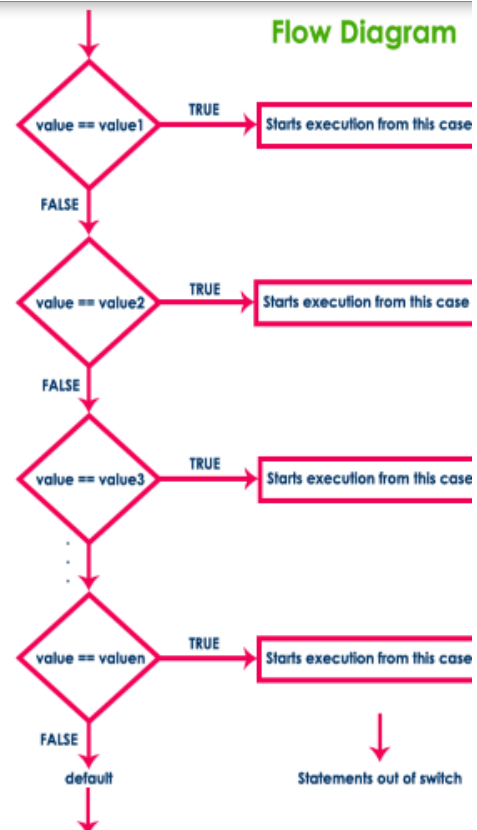 Flow Diagram
value == value1
TRUE
Starts execution from this case
FALSE
value == value2
TRUE
Starts execution from this case
FALSE
value == value3
TRUE
Starts execution from this case
.
.
.
value == valuen
TRUE
Starts execution from this case
FALSE
default
Statements out of switch